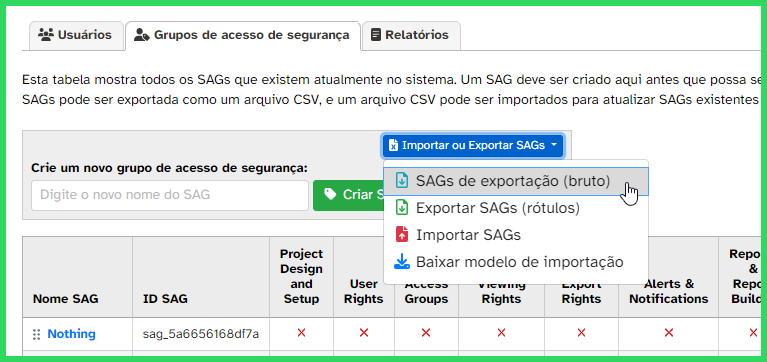 Usuários
Grupos de acesso de segurança
Relatórios
Esta tabela mostra todos os SAGs que existem atualmente no sistema. Um SAG deve ser criado aqui antes que possa se
SAGs pode ser exportada como um arquivo CSV, e um arquivo CSV pode ser importados para atualizar SAGs existentes
Importar ou Exportar SAGs
Crie um novo grupo de acesso de segurança:
Digite o novo nome do SAG
Criar S
SAGs de exportação (bruto)
Exportar SAGs (rótulos)
Importar SAGs
Baixar modelo de importação
Nome SAG
ID SAG
Project
Design
and
Setup
User
Rights
Access
Groups
Viewing
Rights
Export
Rights
Alerts &
Notifications
Repo
&
Repo
Build
Nothing
sag_5a6656168df7a